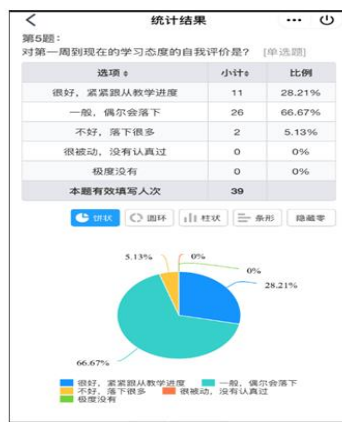 统计结果
第5题：
对第一周到现在的学习态度的自我评价是？ [单选题]
选项 小计 比例
很好，紧紧跟从教学进度 11 28.21%
一般，偶尔会落下 26 66.67%
不好，落下很多 2 5.13%
很被动，没有认真过 0 0%
极度没有 0 0%
本题有效填写人次 39
饼状 圆环 柱状 条形 隐藏零
5.13% 0%
0%
28.21%
66.67%
很好，紧紧跟从教学进度 一般，偶尔会落下
不好，落下很多 很被动，没有认真过
极度没有